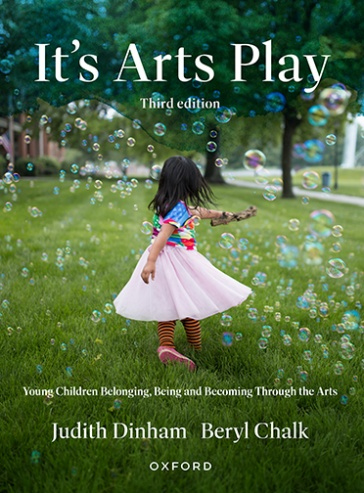 It's Arts Play
Third edition
Young Children Belonging, Being and Becoming Through the Arts
Judith Dinham Beryl Chalk
OXFORD